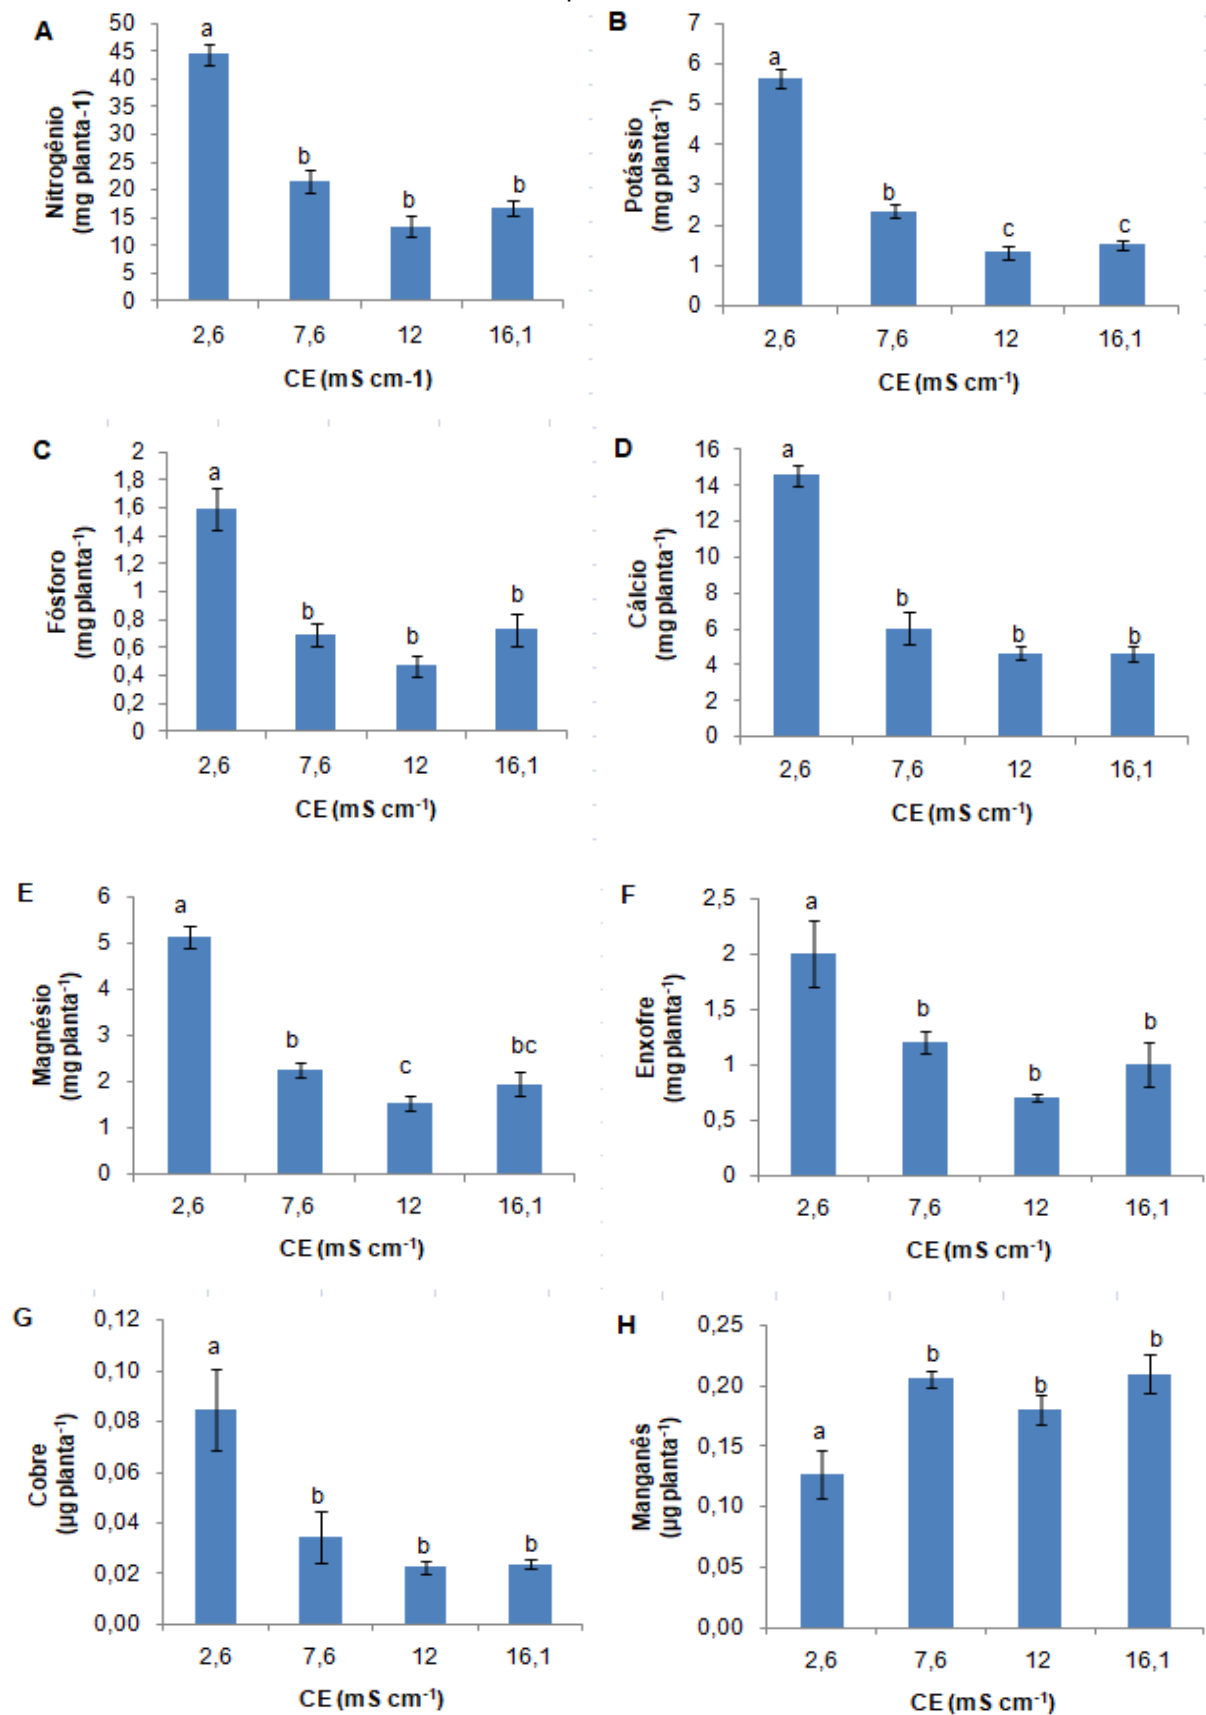 A
50
45
40
35
30
25
20
15
10
5
0
Nitrogênio
(mg planta-1)
a
b
b
b
2,6 7,6 12 16,1
CE (mS cm-1)
B
7
6
5
4
3
2
1
0
Potássio
(mg planta⁻¹)
a
b
c
c
2,6 7,6 12 16,1
CE (mS cm⁻¹)
C
2
1,8
1,6
1,4
1,2
1
0,8
0,6
0,4
0,2
0
Fósforo
(mg planta⁻¹)
a
b
b
b
2,6 7,6 12 16,1
CE (mS cm⁻¹)
D
16
14
12
10
8
6
4
2
0
Cálcio
(mg planta⁻¹)
a
b
b
b
2,6 7,6 12 16,1
CE (mS cm⁻¹)
E
6
5
4
3
2
1
0
Magnésio
(mg planta⁻¹)
a
b
c
bc
2,6 7,6 12 16,1
CE (mS cm⁻¹)
F
2,5
2
1,5
1
0,5
0
Enxofre
(mg planta⁻¹)
a
b
b
b
2,6 7,6 12 16,1
CE (mS cm⁻¹)
G
0,12
0,10
0,08
0,06
0,04
0,02
0,00
Cobre
(µg planta⁻¹)
a
b
b
b
2,6 7,6 12 16,1
CE (mS cm⁻¹)
H
0,25
0,20
0,15
0,10
0,05
0,00
Manganês
(µg planta⁻¹)
a
b
b
b
2,6 7,6 12 16,1
CE (mS cm⁻¹)